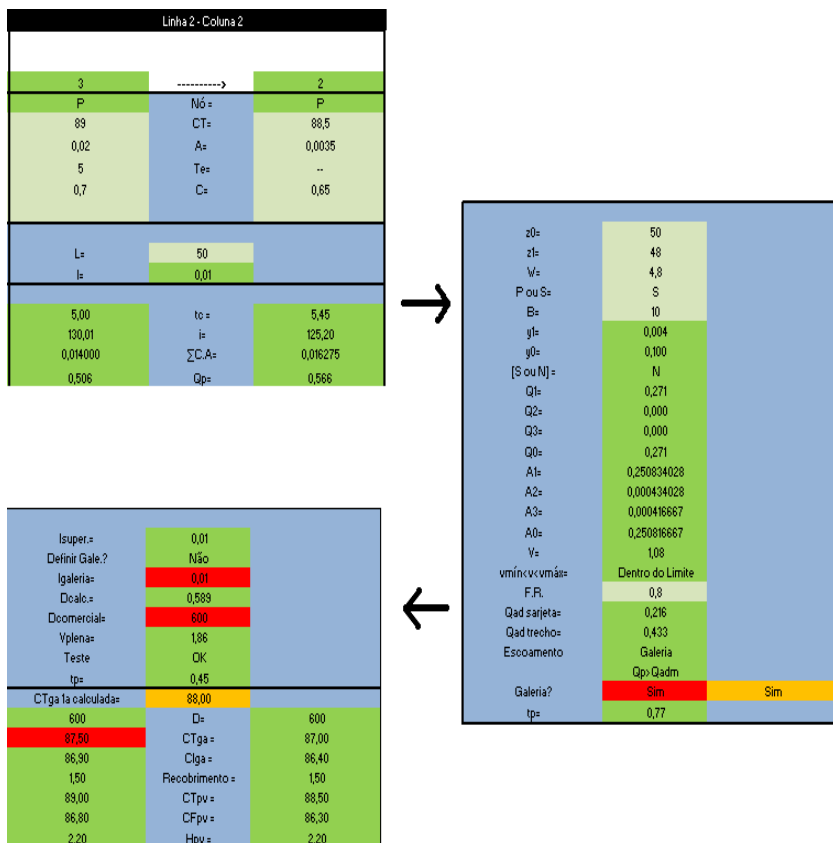 Linha 2 - Coluna 2
3 ----------> 2
P Nó = P
89 CT= 88,5
0,02 A= 0,0035
5 Te= --
0,7 C= 0,65
L= 50
I= 0,01
5,00 tc = 5,45
130,01 i= 125,20
0,014000 ∑C.A= 0,016275
0,506 Qp= 0,566
z0= 50
z1= 48
W= 4,8
P ou S= S
B= 10
y1= 0,004
y0= 0,100
[S ou N] = N
Q1= 0,271
Q2= 0,000
Q3= 0,000
Q0= 0,271
A1= 0,250834028
A2= 0,000434028
A3= 0,000416667
A0= 0,250816667
V= 1,08
vmín<v<vmáx= Dentro do Limite
F.R. 0,8
Qad sarjeta= 0,216
Qad trecho= 0,433
Escoamento Galeria
Qp>Qadm
Galeria? Sim Sim
tp= 0,77
Isuper.= 0,01
Definir Gale.? Não
Igaleria= 0,01
Dcalc.= 0,589
Dcomercial= 600
Vplena= 1,86
Teste OK
tp= 0,45
CTga 1a calculada= 88,00
600 D= 600
87,50 CTga = 87,00
86,90 CIga = 86,40
1,50 Recobrimento = 1,50
89,00 CTpv = 88,50
86,80 CFpv = 86,30
2,20 Hpv = 2,20